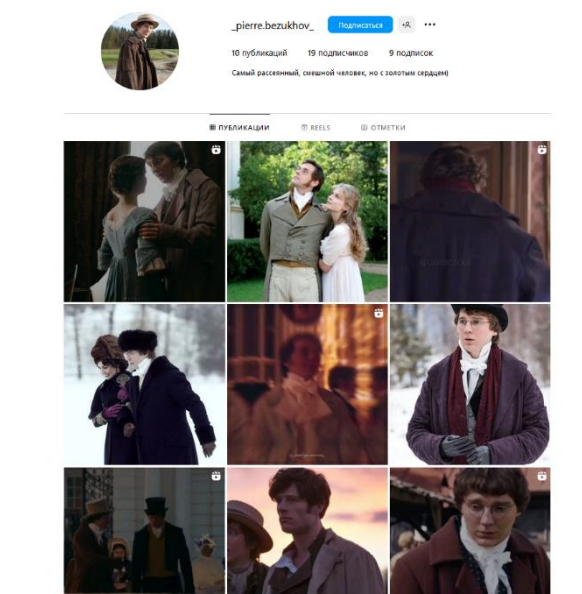 _pierre.bezukhov_ Подписаться
10 публикаций 19 подписчиков 9 подписок
Самый рассеянный, смешной человек, но с золотым сердцем)
ПУБЛИКАЦИИ REELS ОТМЕТКИ